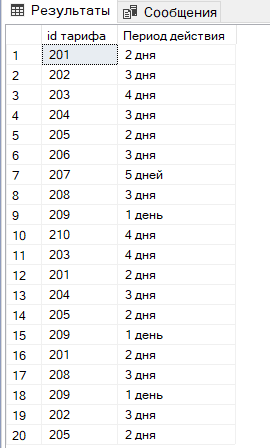 Результаты Сообщения
id тарифа Период действия
1 201 2 дня
2 202 3 дня
3 203 4 дня
4 204 3 дня
5 205 2 дня
6 206 3 дня
7 207 5 дней
8 208 3 дня
9 209 1 день
10 210 4 дня
11 203 4 дня
12 201 2 дня
13 204 3 дня
14 205 2 дня
15 209 1 день
16 201 2 дня
17 208 3 дня
18 209 1 день
19 202 3 дня
20 205 2 дня